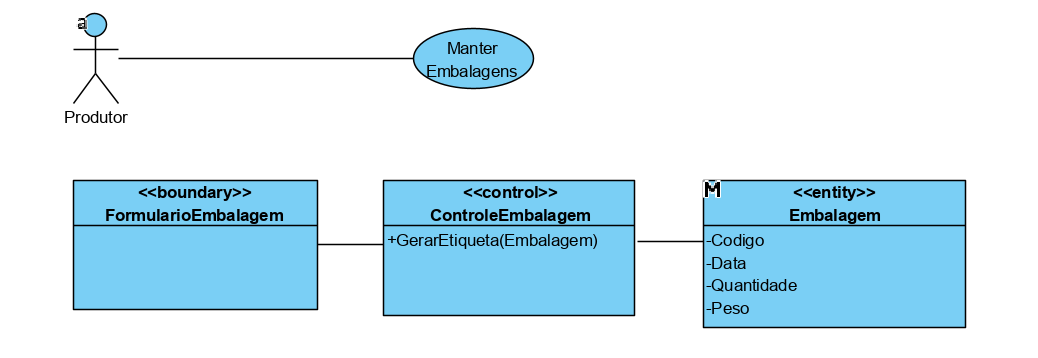 a
Produtor
Manter
Embalagens
<<boundary>>
FormularioEmbalagem
<<control>>
ControleEmbalagem
+GerarEtiqueta(Embalagem)
M
<<entity>>
Embalagem
-Codigo
-Data
-Quantidade
-Peso